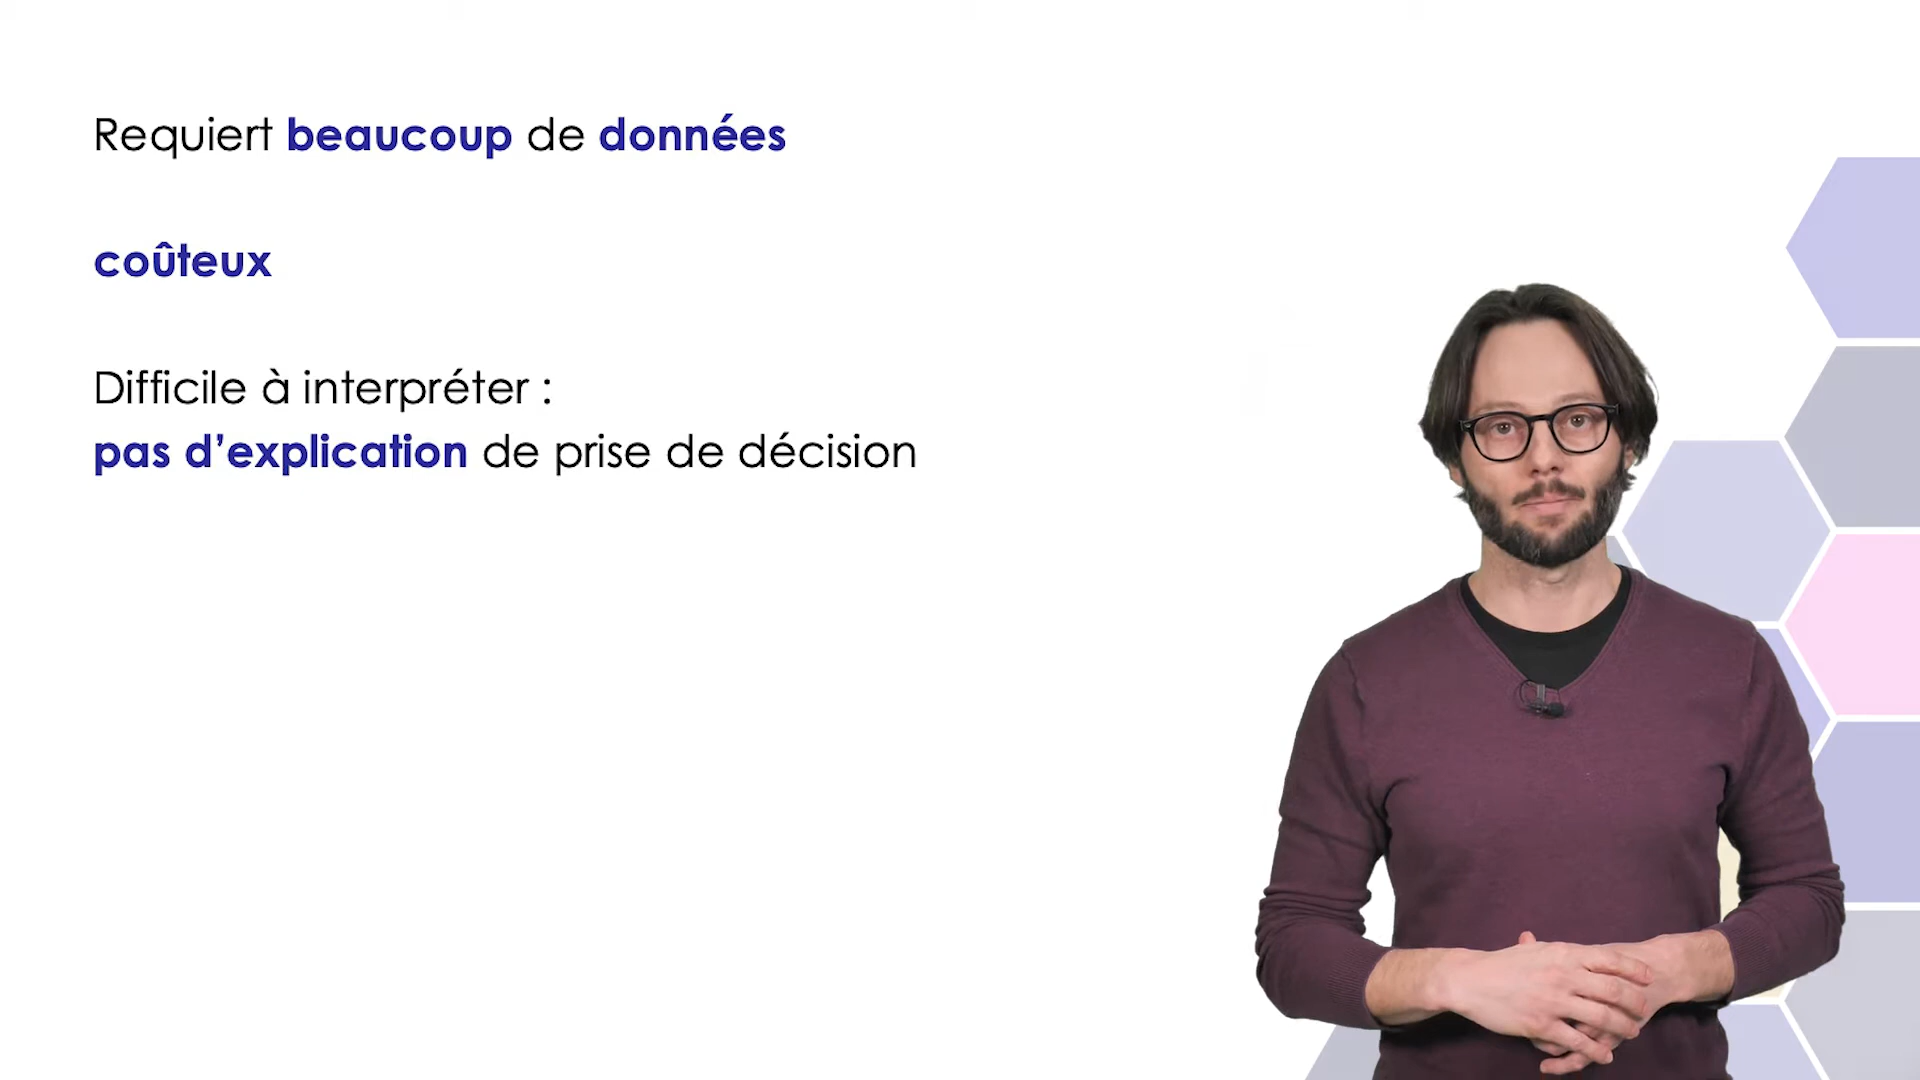 Requiert beaucoup de données
coûteux
Difficile à interpréter :
pas d’explication de prise de décision